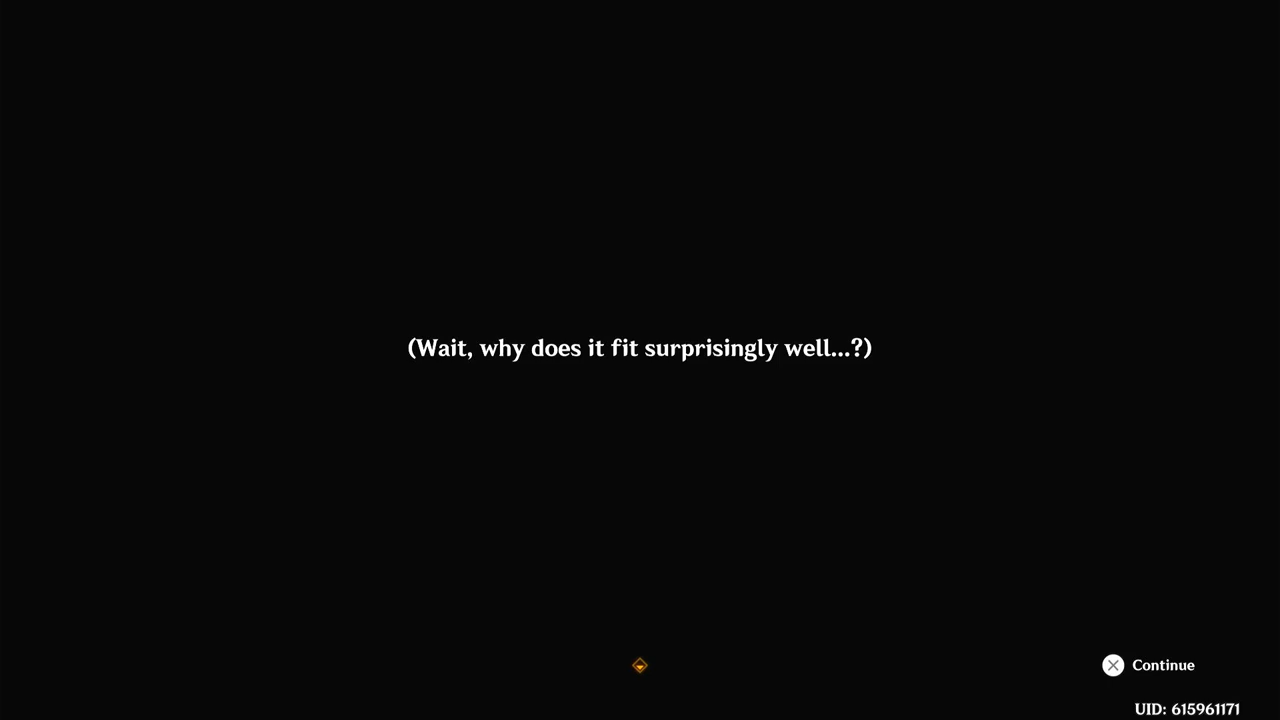 (Wait, why does it fit surprisingly well...?)
Continue
UID: 615961171